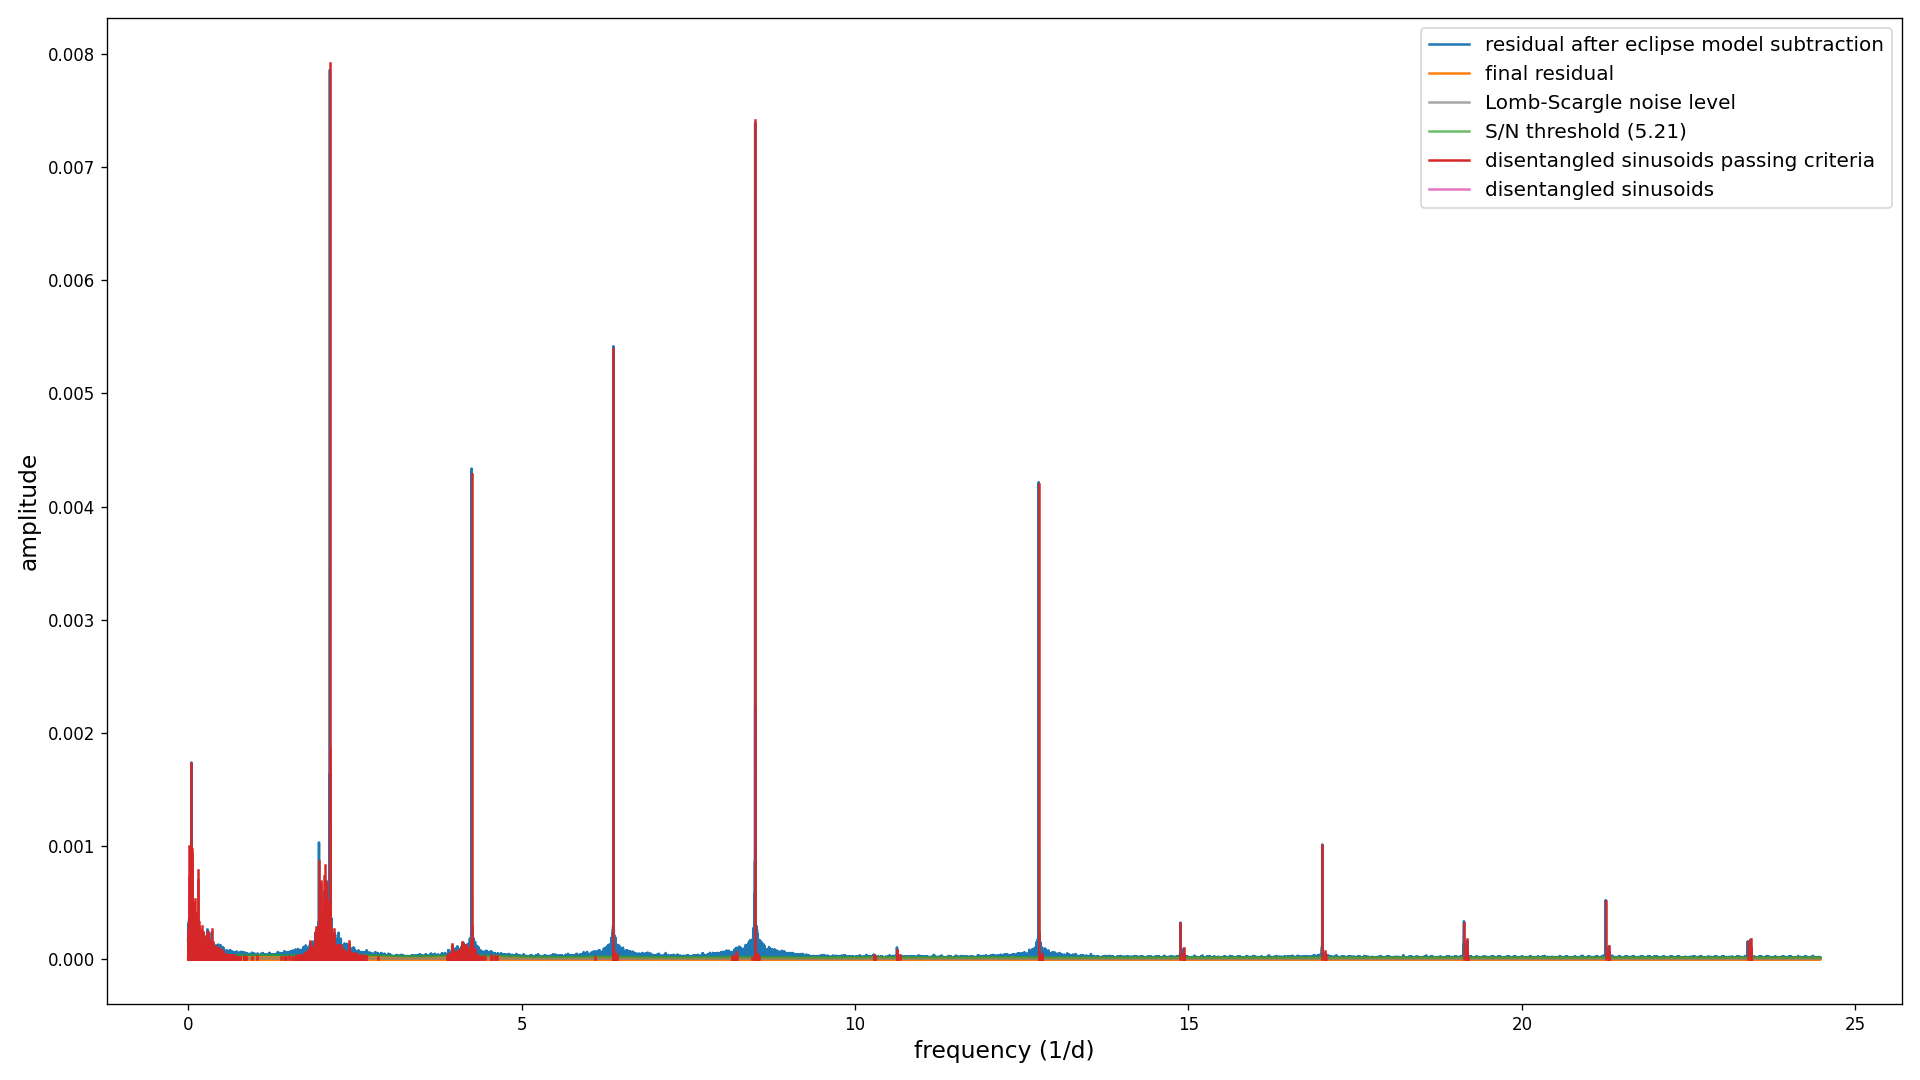 residual after eclipse model subtraction
final residual
Lomb-Scargle noise level
S/N threshold (5.21)
disentangled sinusoids passing criteria
disentangled sinusoids
0.008
0.007
0.006
0.005
0.004
0.003
0.002
0.001
0.000
amplitude
0 5 10 15 20 25
frequency (1/d)